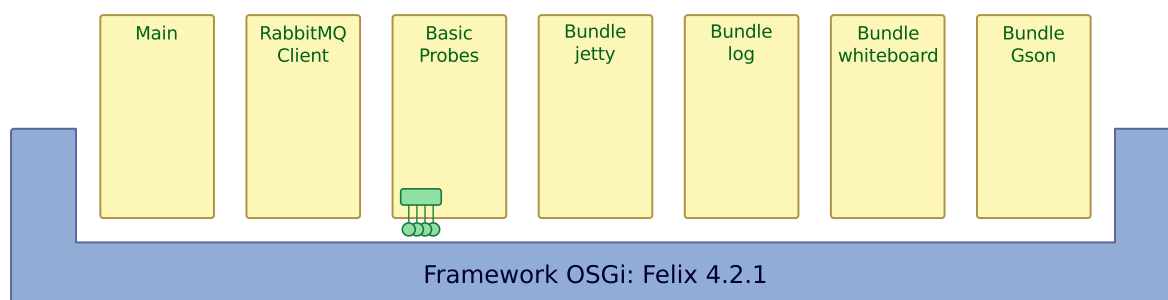 Main
RabbitMQ
Client
Basic
Probes
Bundle
jetty
Bundle
log
Bundle
whiteboard
Bundle
Gson
Framework OSGi: Felix 4.2.1